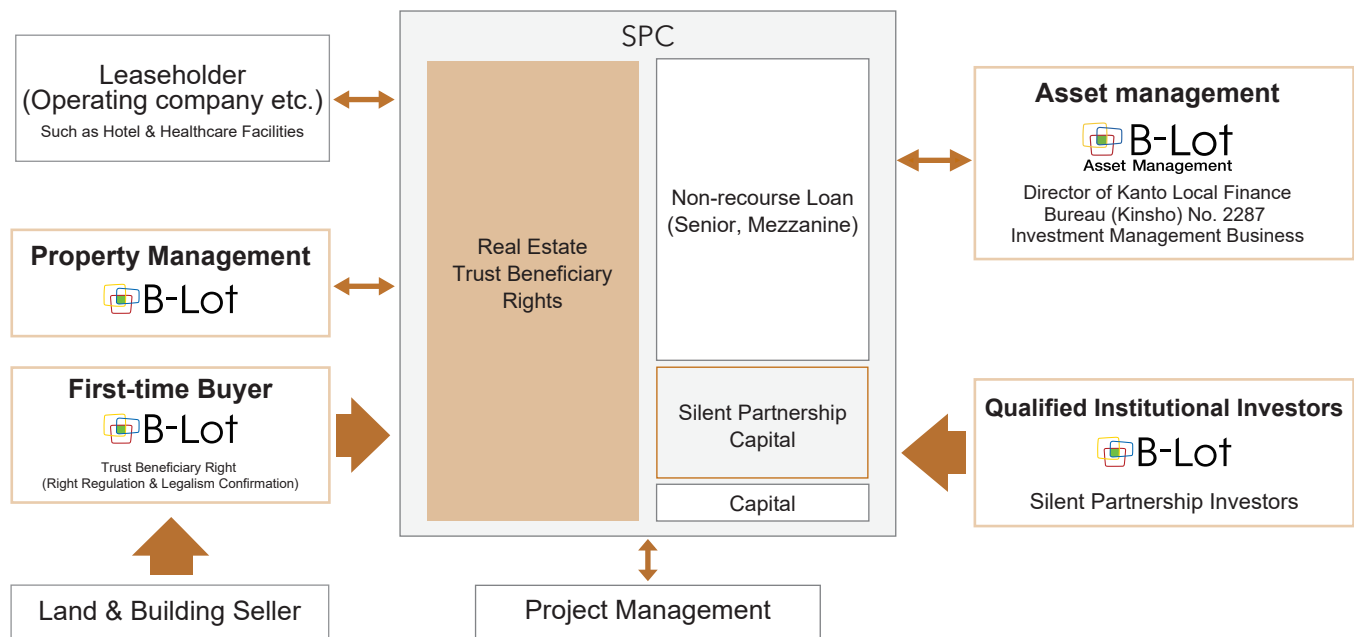 SPC
Leaseholder
(Operating company etc.)
Such as Hotel & Healthcare Facilities
Property Management
B-Lot
First-time Buyer
B-Lot
Trust Beneficiary Right
(Right Regulation & Legalism Confirmation)
Land & Building Seller
Real Estate
Trust Beneficiary
Rights
Non-recourse Loan
(Senior, Mezzanine)
Silent Partnership
Capital
Capital
Project Management
Asset management
B-Lot
Asset Management
Director of Kanto Local Finance
Bureau (Kinsho) No. 2287
Investment Management Business
Qualified Institutional Investors
B-Lot
Silent Partnership Investors